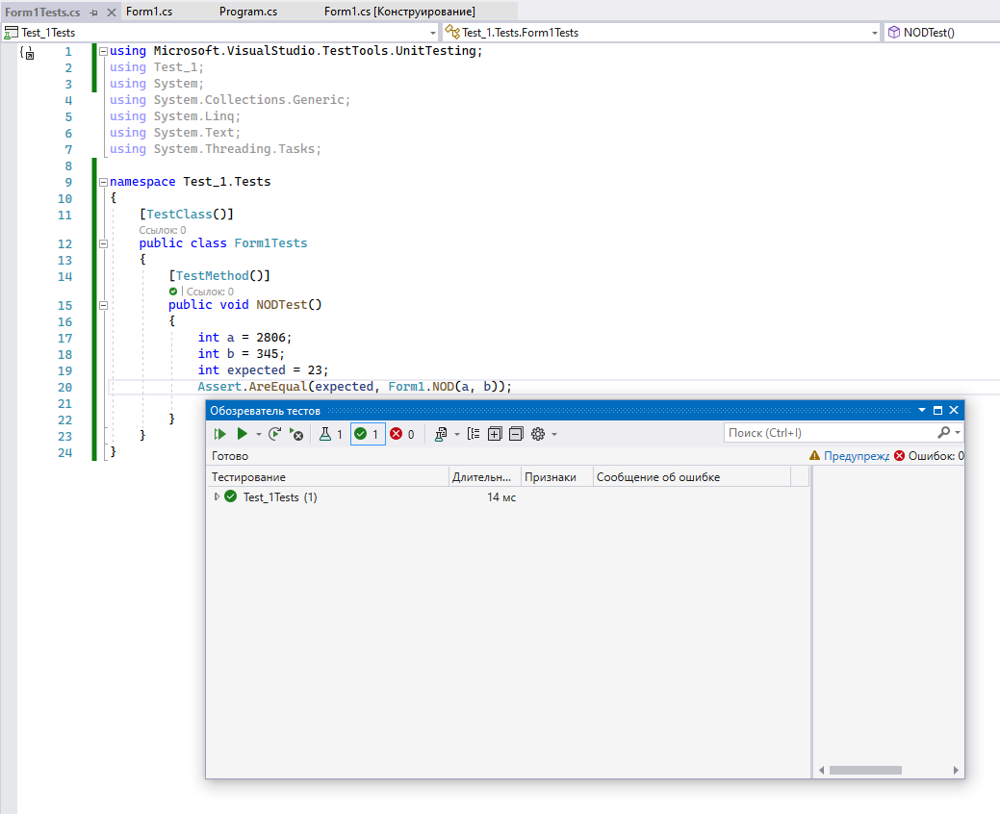 Form1Tests.cs Form1.cs Program.cs Form1.cs [Конструирование]
Test_1Tests Test_1.Tests.Form1Tests NODTest()
1 using Microsoft.VisualStudio.TestTools.UnitTesting;
2 using Test_1;
3 using System;
4 using System.Collections.Generic;
5 using System.Linq;
6 using System.Text;
7 using System.Threading.Tasks;
8
9 namespace Test_1.Tests
10 {
11 [TestClass()]
Ссылок: 0
12 public class Form1Tests
13 {
14 [TestMethod()]
| Ссылок: 0
15 public void NODTest()
16 {
17 int a = 2806;
18 int b = 345;
19 int expected = 23;
20 Assert.AreEqual(expected, Form1.NOD(a, b));
21
22 }
23 }
24 }
Обозреватель тестов
1 1 0 Поиск (Ctrl+I)
Готово Предупрежд Ошибок: 0
Тестирование Длительн... Признаки Сообщение об ошибке
Test_1Tests (1) 14 мс